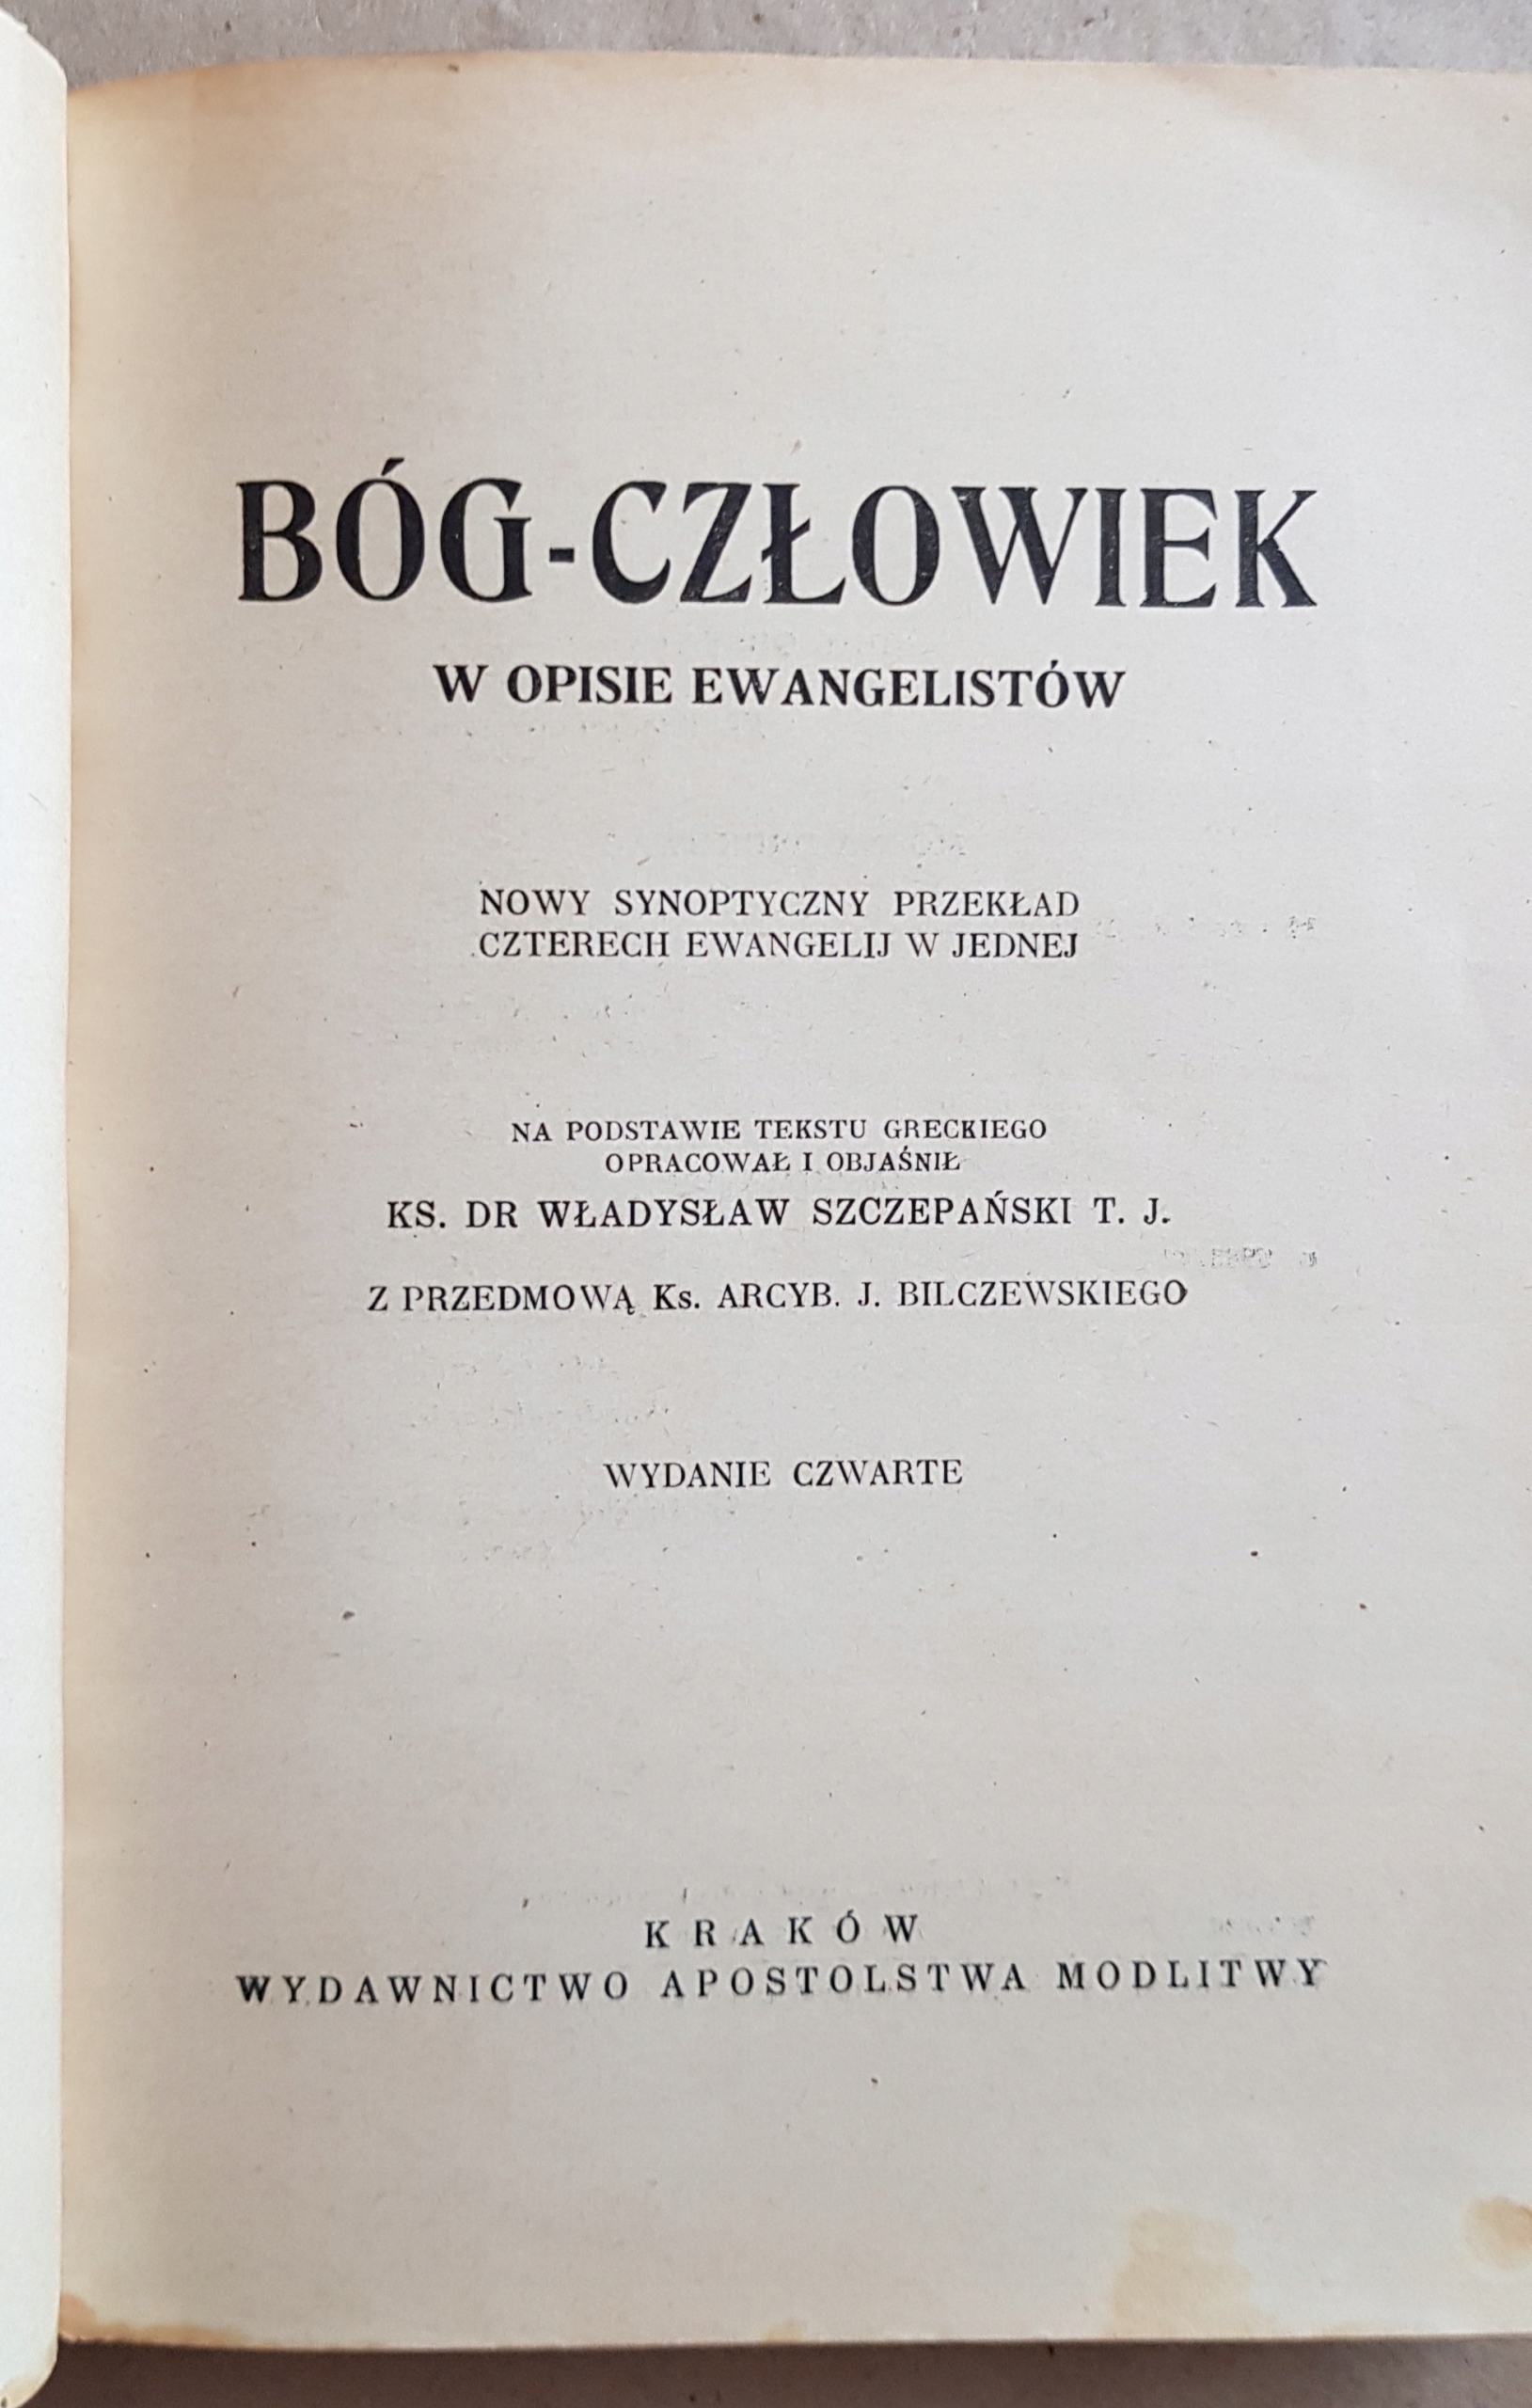 BÓG-CZŁOWIEK
W OPISIE EWANGELISTÓW
NOWY SYNOPTYCZNY PRZEKŁAD
CZTERECH EWANGELIJ W JEDNEJ
NA PODSTAWIE TEKSTU GRECKIEGO
OPRACOWAŁ I OBJAŚNIŁ
KS. DR WŁADYSŁAW SZCZEPAŃSKI T. J.
Z PRZEDMOWĄ Ks. ARCYB. J. BILCZEWSKIEGO
WYDANIE CZWARTE
KRAKÓW
WYDAWNICTWO APOSTOLSTWA MODLITWY